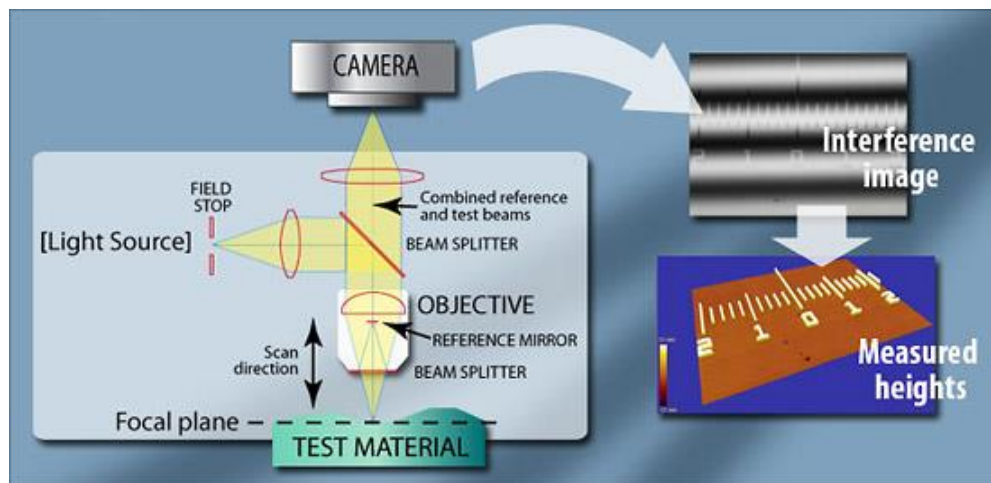 CAMERA
FIELD
STOP
[Light Source]
Combined reference
and test beams
BEAM SPLITTER
OBJECTIVE
REFERENCE MIRROR
Scan
direction
BEAM SPLITTER
Focal plane
TEST MATERIAL
Interference
image
2 1 0 1 2
Measured
heights